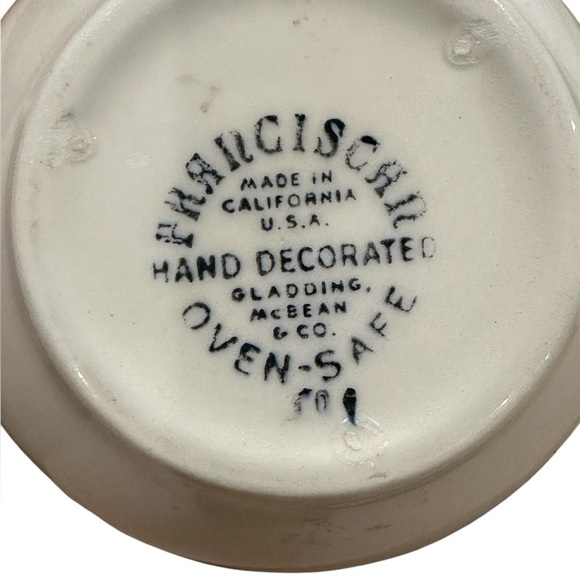 FRANCISCAN
MADE IN
CALIFORNIA
U.S.A.
HAND DECORATED
GLADDING,
McBEAN
& CO.
OVEN-SAFE